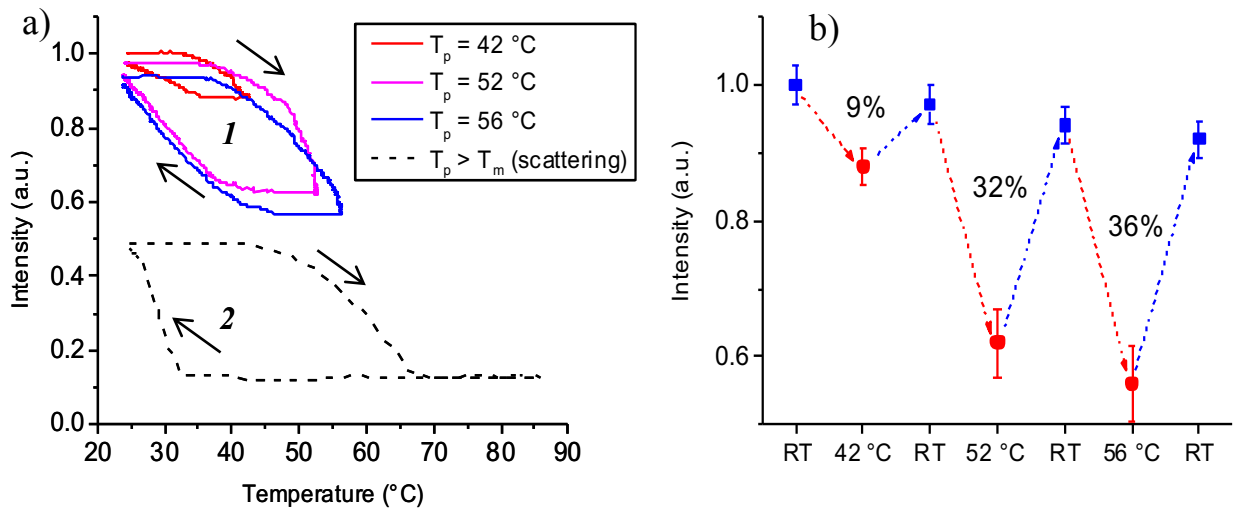 a)
Intensity (a.u.)
1.0
0.8
0.6
0.4
0.2
0.0
20 30 40 50 60 70 80 90
Temperature (°C)
Tp = 42 °C
Tp = 52 °C
Tp = 56 °C
Tp > Tm (scattering)
1
2
b)
Intensity (a.u.)
1.0
0.8
0.6
9%
32%
36%
RT 42 °C RT 52 °C RT 56 °C RT